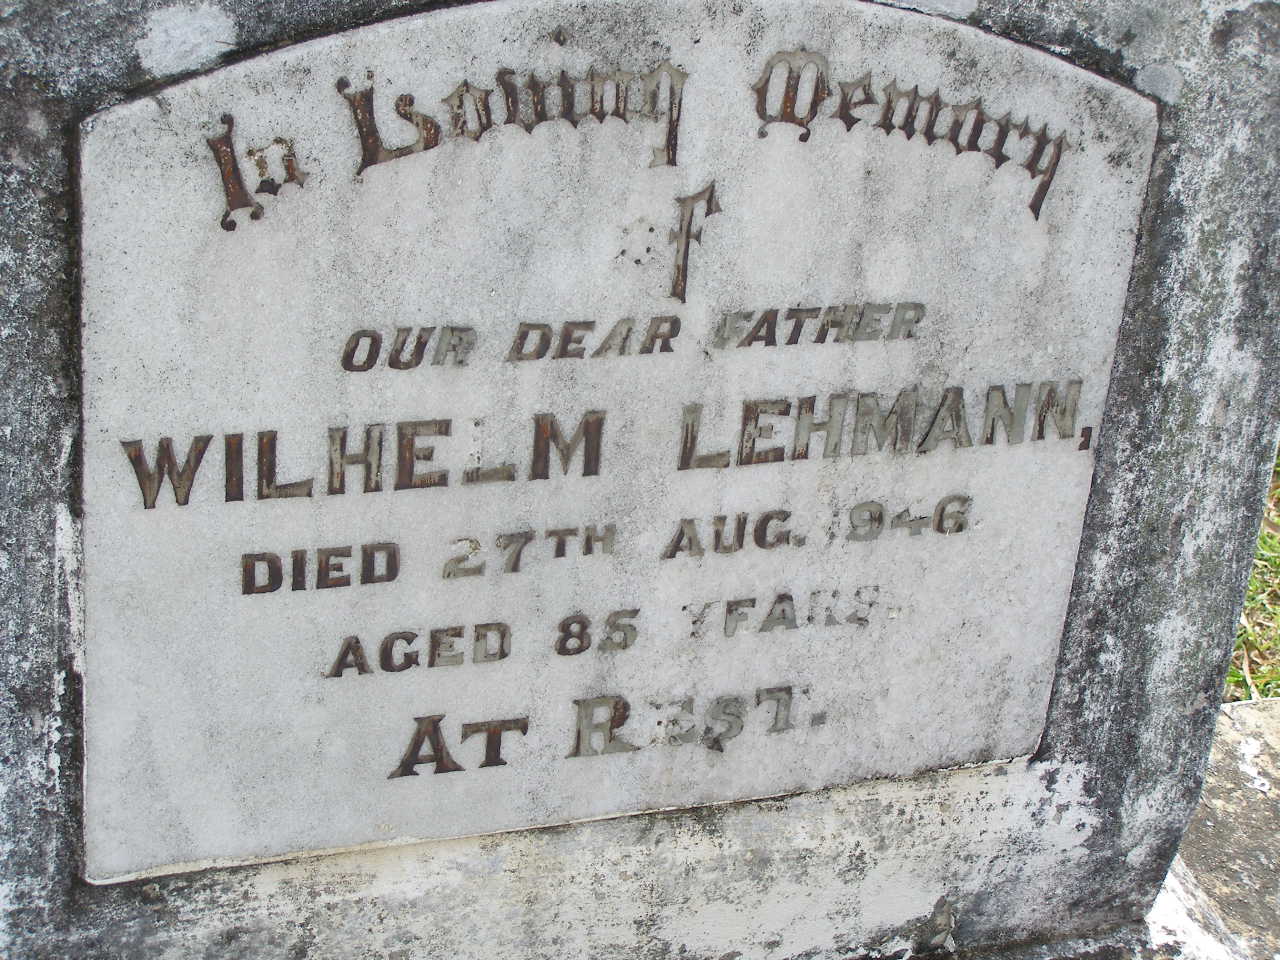 In Loving Memory
of
OUR DEAR FATHER
WILHELM LEHMANN,
DIED 27TH AUG. 1946
AGED 85 YEARS.
AT REST.